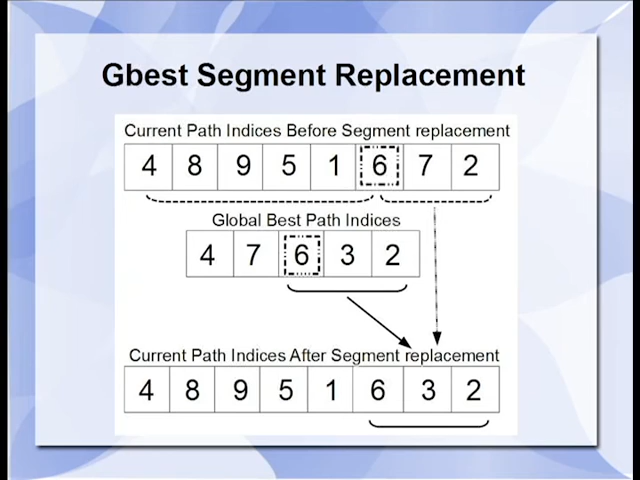 Gbest Segment Replacement
Current Path Indices Before Segment replacement
4 8 9 5 1 6 7 2
Global Best Path Indices
4 7 6 3 2
Current Path Indices After Segment replacement
4 8 9 5 1 6 3 2